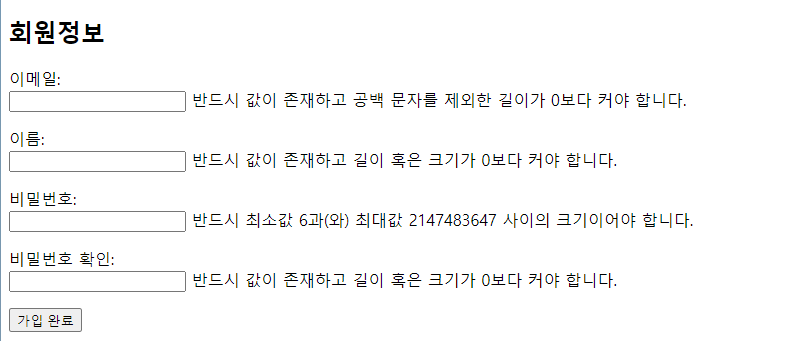 회원정보
이메일:
반드시 값이 존재하고 공백 문자를 제외한 길이가 0보다 커야 합니다.
이름:
반드시 값이 존재하고 길이 혹은 크기가 0보다 커야 합니다.
비밀번호:
반드시 최소값 6과(와) 최대값 2147483647 사이의 크기이어야 합니다.
비밀번호 확인:
반드시 값이 존재하고 길이 혹은 크기가 0보다 커야 합니다.
가입 완료